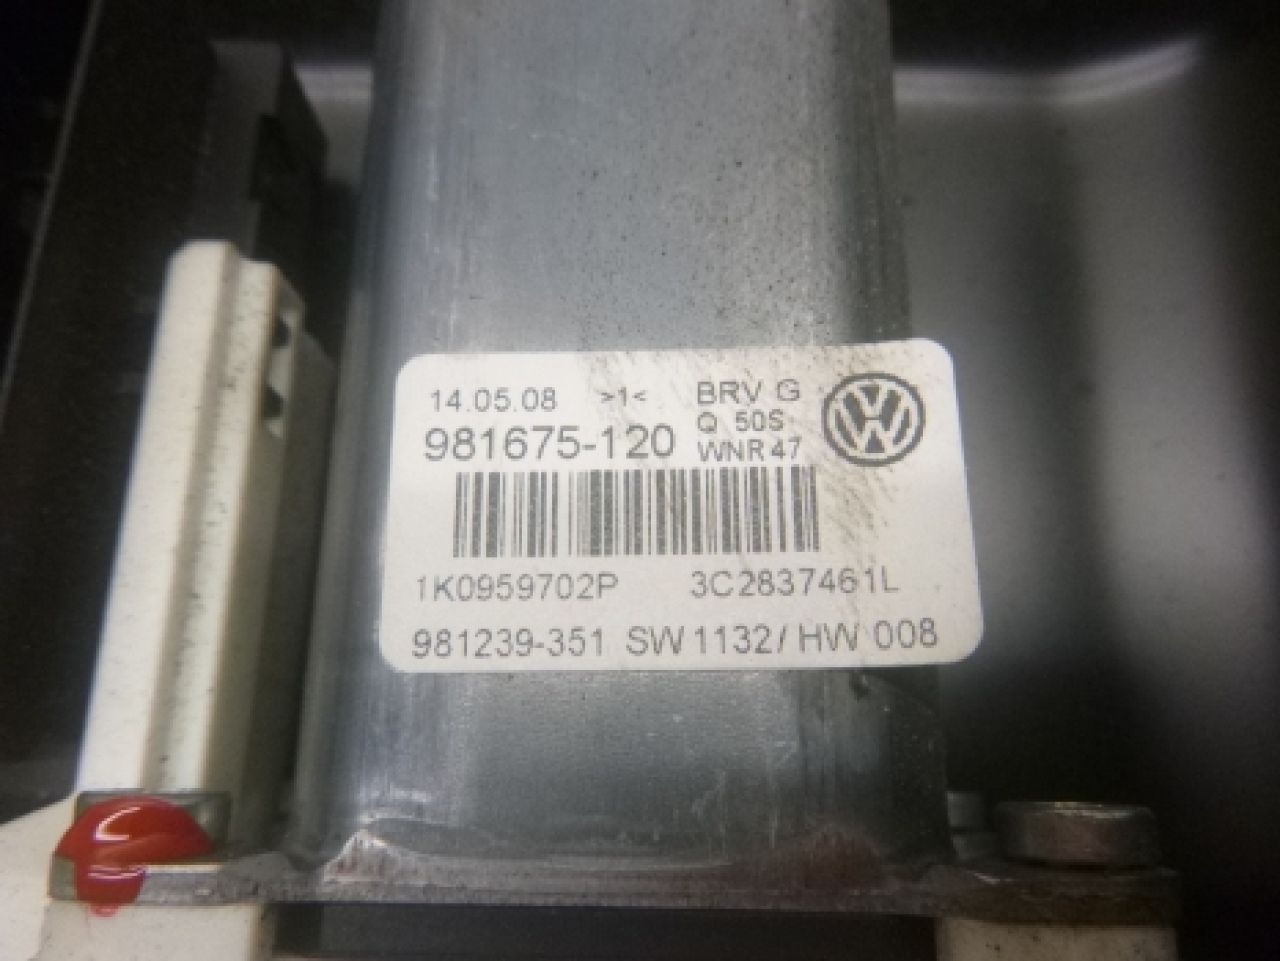 14.05.08 >1< BRV G
Q 50S
981675-120 WNR 47
1K0959702P 3C2837461L
981239-351 SW 1132/ HW 008